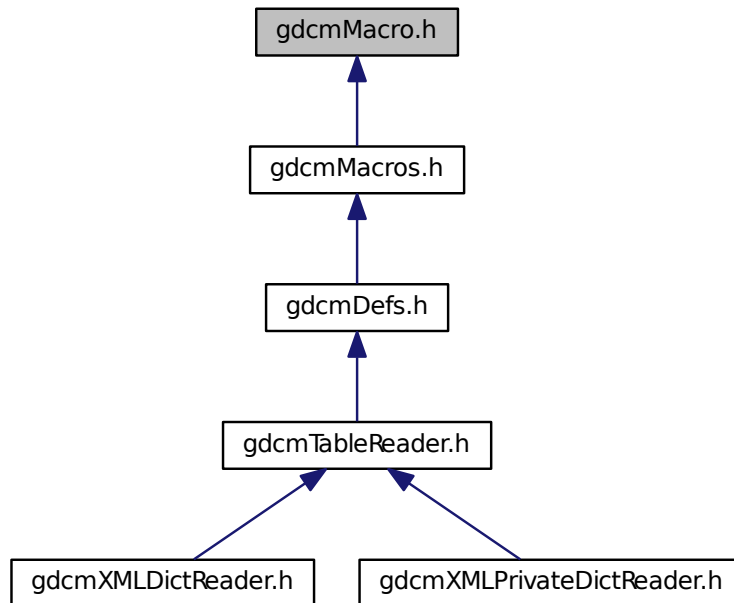 gdcmMacro.h
gdcmMacros.h
gdcmDefs.h
gdcmTableReader.h
gdcmXMLDictReader.h
gdcmXMLPrivateDictReader.h